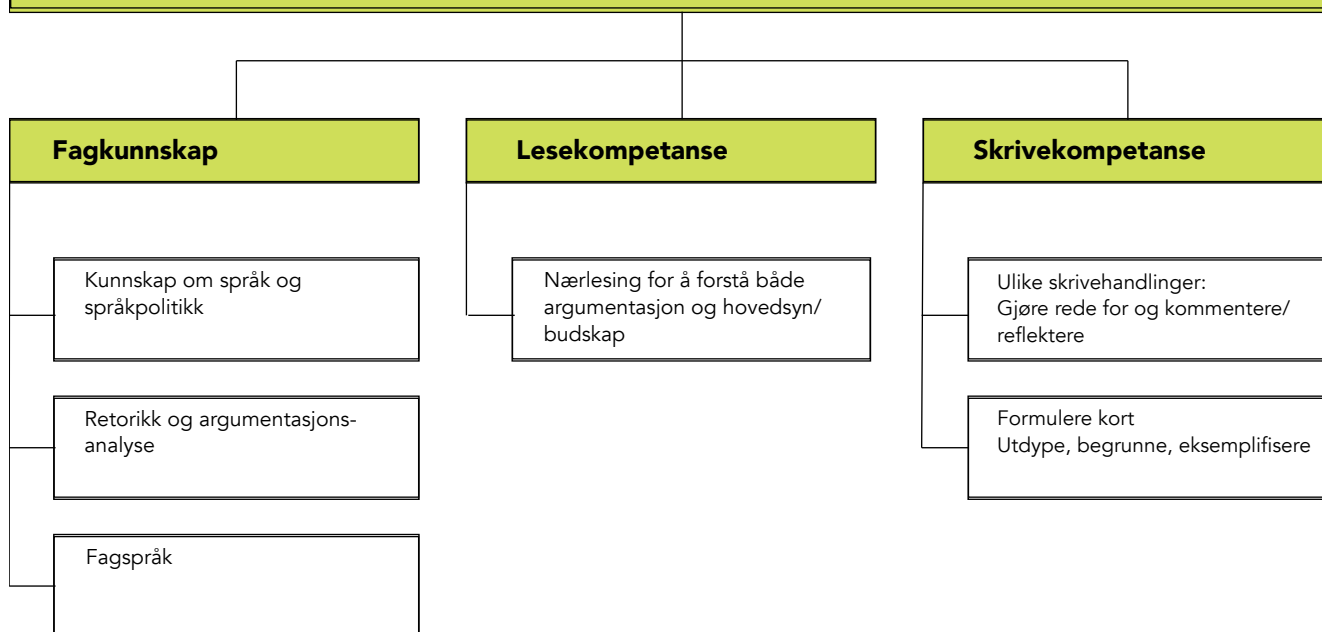 Fagkunnskap
Lesekompetanse
Skrivekompetanse
Kunnskap om språk og
språkpolitikk
Nærlesing for å forstå både
argumentasjon og hovedsyn/
budskap
Ulike skrivehandlinger:
Gjøre rede for og kommentere/
reflektere
Retorikk og argumentasjons-
analyse
Formulere kort
Utdype, begrunne, eksemplifisere
Fagspråk